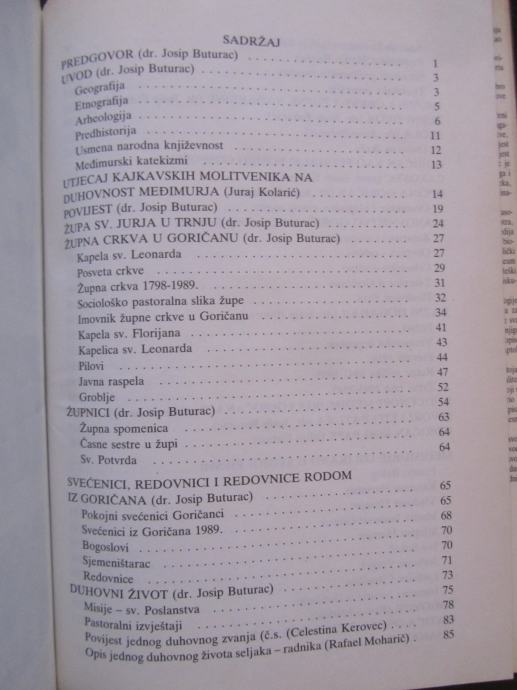 SADRŽAJ
PREDGOVOR (dr. Josip Buturac) . . . . . . . . . . 1
UVOD (dr. Josip Buturac) . . . . . . . . . . 3
Geografija . . . . . . . . . . 3
Etnografija . . . . . . . . . . 5
Arheologija . . . . . . . . . . 6
Predhistorija . . . . . . . . . . 11
Usmena narodna književnost . . . . . . . . . . 12
Međimurski katekizmi . . . . . . . . . . 13
UTJECAJ KAJKAVSKIH MOLITVENIKA NA
DUHOVNOST MEĐIMURJA (Juraj Kolarić) . . . . . . . . . . 14
POVIJEST (dr. Josip Buturac) . . . . . . . . . . 19
ŽUPA SV. JURJA U TRNJU (dr. Josip Buturac) . . . . . . . . . . 24
ŽUPNA CRKVA U GORIČANU (dr. Josip Buturac) . . . . . . . . . . 27
Kapela sv. Leonarda . . . . . . . . . . 27
Posveta crkve . . . . . . . . . . 29
Župna crkva 1798-1989. . . . . . . . . . . 31
Sociološko pastoralna slika župe . . . . . . . . . . 32
Imovnik župne crkve u Goričanu . . . . . . . . . . 34
Kapela sv. Florijana . . . . . . . . . . 41
Kapelica sv. Leonarda . . . . . . . . . . 43
Pilovi . . . . . . . . . . 44
Javna raspela . . . . . . . . . . 47
Groblje . . . . . . . . . . 52
ŽUPNICI (dr. Josip Buturac) . . . . . . . . . . 54
Župna spomenica . . . . . . . . . . 63
Časne sestre u župi . . . . . . . . . . 64
Sv. Potvrda . . . . . . . . . . 64
SVEĆENICI, REDOVNICI I REDOVNICE RODOM
IZ GORIČANA (dr. Josip Buturac) . . . . . . . . . . 65
Pokojni svećenici Goričanci . . . . . . . . . . 65
Svećenici iz Goričana 1989. . . . . . . . . . . 68
Bogoslovi . . . . . . . . . . 70
Sjemeništarac . . . . . . . . . . 70
Redovnice . . . . . . . . . . 71
DUHOVNI ŽIVOT (dr. Josip Buturac) . . . . . . . . . . 73
Misije – sv. Poslanstva . . . . . . . . . . 75
Pastoralni izvještaji . . . . . . . . . . 78
Povijest jednog duhovnog zvanja (č.s. (Celestina Kerovec) . . . . 83
Opis jednog duhovnog života seljaka – radnika (Rafael Moharić) . 85